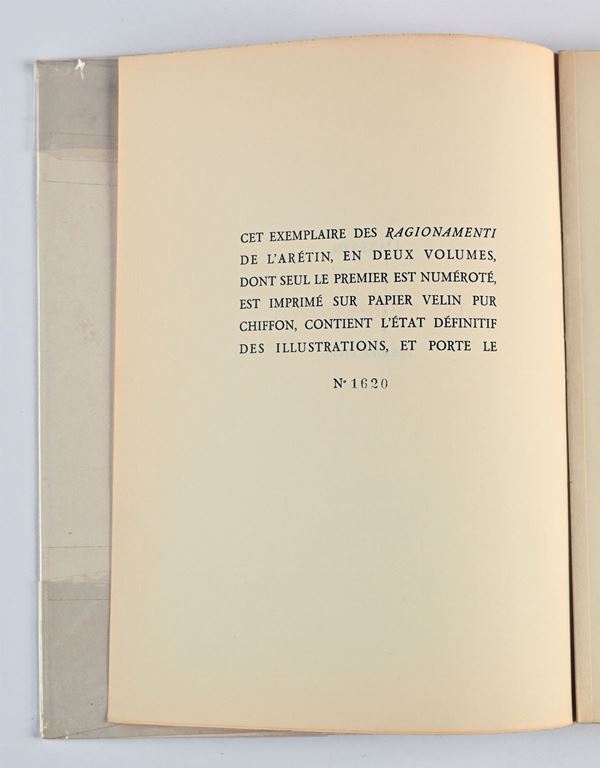 CET EXEMPLAIRE DES RAGIONAMENTI
DE L'ARÉTIN, EN DEUX VOLUMES,
DONT SEUL LE PREMIER EST NUMÉROTÉ,
EST IMPRIMÉ SUR PAPIER VELIN PUR
CHIFFON, CONTIENT L'ÉTAT DÉFINITIF
DES ILLUSTRATIONS, ET PORTE LE
Nº 1620